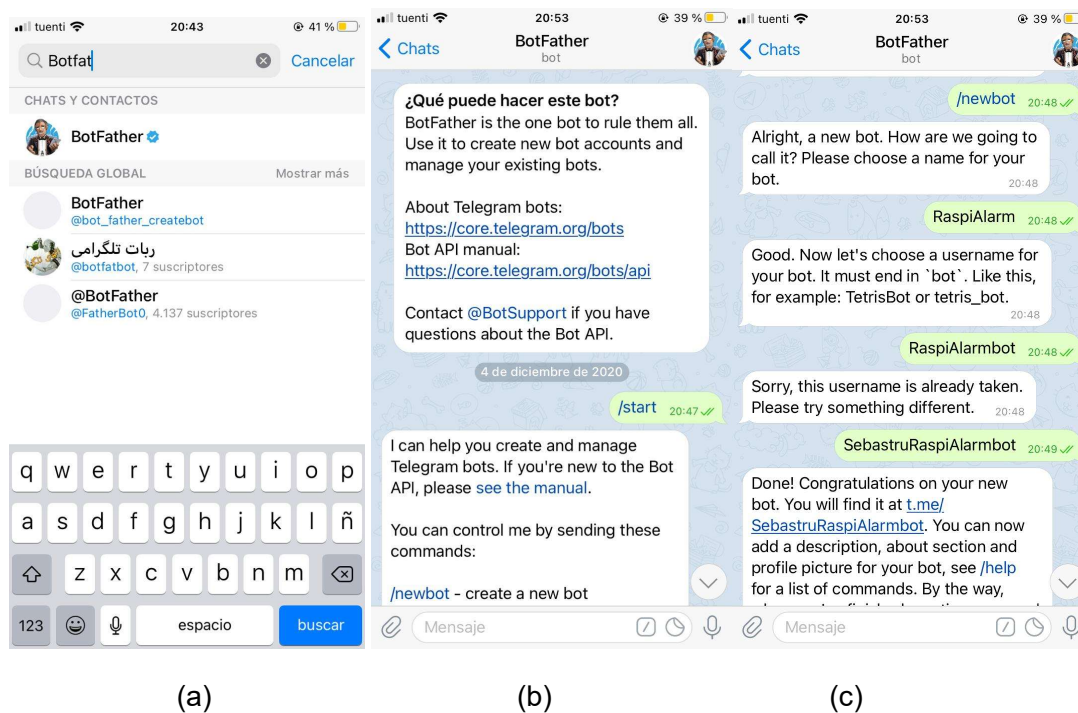 tuenti 20:43 41 %
Botfat Cancelar
CHATS Y CONTACTOS
BotFather
BÚSQUEDA GLOBAL Mostrar más
BotFather
@bot_father_createbot
ربات تلگرامی
@botfatbot, 7 suscriptores
@BotFather
@FatherBot0, 4.137 suscriptores
q w e r t y u i o p
a s d f g h j k l ñ
z x c v b n m
123 espacio buscar
(a)
tuenti 20:53 39 %
Chats BotFather
bot
¿Qué puede hacer este bot?
BotFather is the one bot to rule them all.
Use it to create new bot accounts and
manage your existing bots.
About Telegram bots:
https://core.telegram.org/bots
Bot API manual:
https://core.telegram.org/bots/api
Contact @BotSupport if you have
questions about the Bot API.
4 de diciembre de 2020
/start 20:47
I can help you create and manage
Telegram bots. If you're new to the Bot
API, please see the manual.
You can control me by sending these
commands:
/newbot - create a new bot
Mensaje
(b)
tuenti 20:53 39 %
Chats BotFather
bot
/newbot 20:48
Alright, a new bot. How are we going to
call it? Please choose a name for your
bot. 20:48
RaspiAlarm 20:48
Good. Now let's choose a username for
your bot. It must end in `bot`. Like this,
for example: TetrisBot or tetris_bot.
20:48
RaspiAlarmbot 20:48
Sorry, this username is already taken.
Please try something different. 20:48
SebastruRaspiAlarmbot 20:49
Done! Congratulations on your new
bot. You will find it at t.me/
SebastruRaspiAlarmbot. You can now
add a description, about section and
profile picture for your bot, see /help
for a list of commands. By the way,
Mensaje
(c)